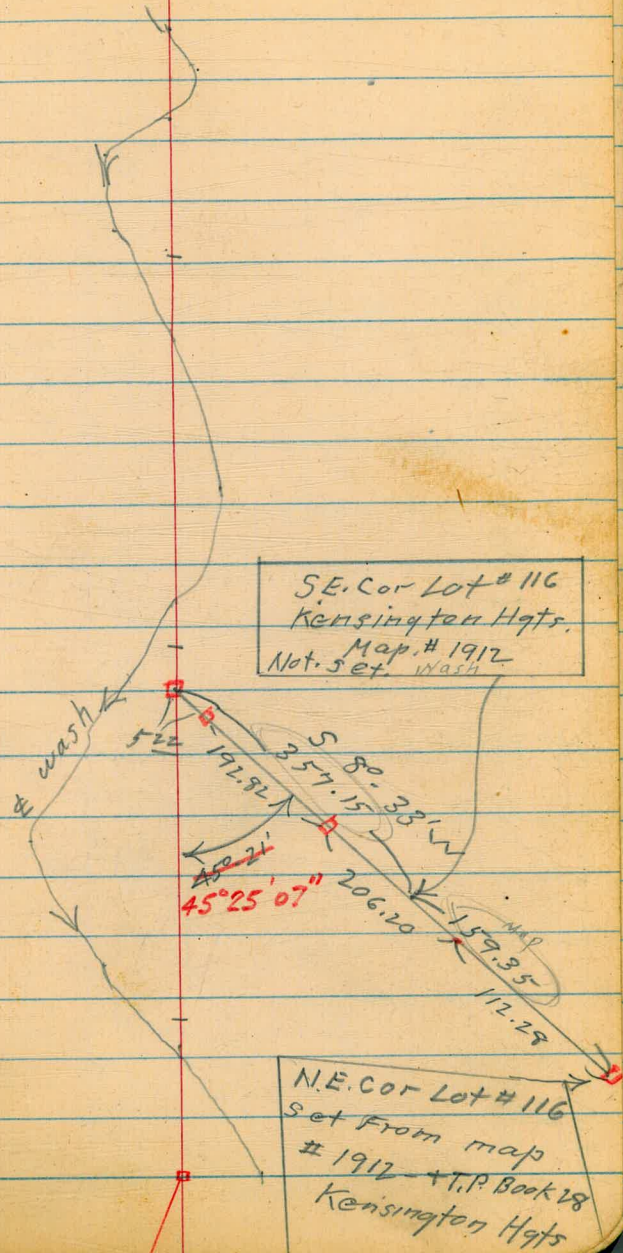 S.E. Cor Lot # 116
Kensington Hgts.
Map. # 1912
Not. set. Wash
℄ wash
5.22
192.82
S 8°-33' W
357.15
45°-21'
45°25'07"
206.20
Map
159.35
112.28
N.E. Cor Lot # 116
set From map
# 1912 - + T.P. Book 28
Kensington Hgts